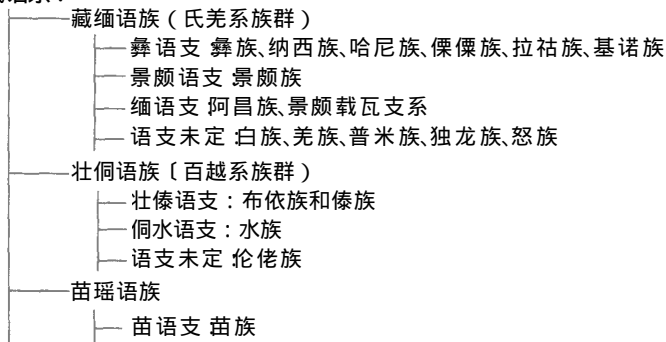 藏缅语族(氐羌系族群)
彝语支:彝族、纳西族、哈尼族、傈僳族、拉祜族、基诺族
景颇语支:景颇族
缅语支:阿昌族、景颇载瓦支系
语支未定:白族、羌族、普米族、独龙族、怒族
壮侗语族〔百越系族群)
壮傣语支:布依族和傣族
侗水语支:水族
语支未定:仫佬族
苗瑶语族
苗语支:苗族